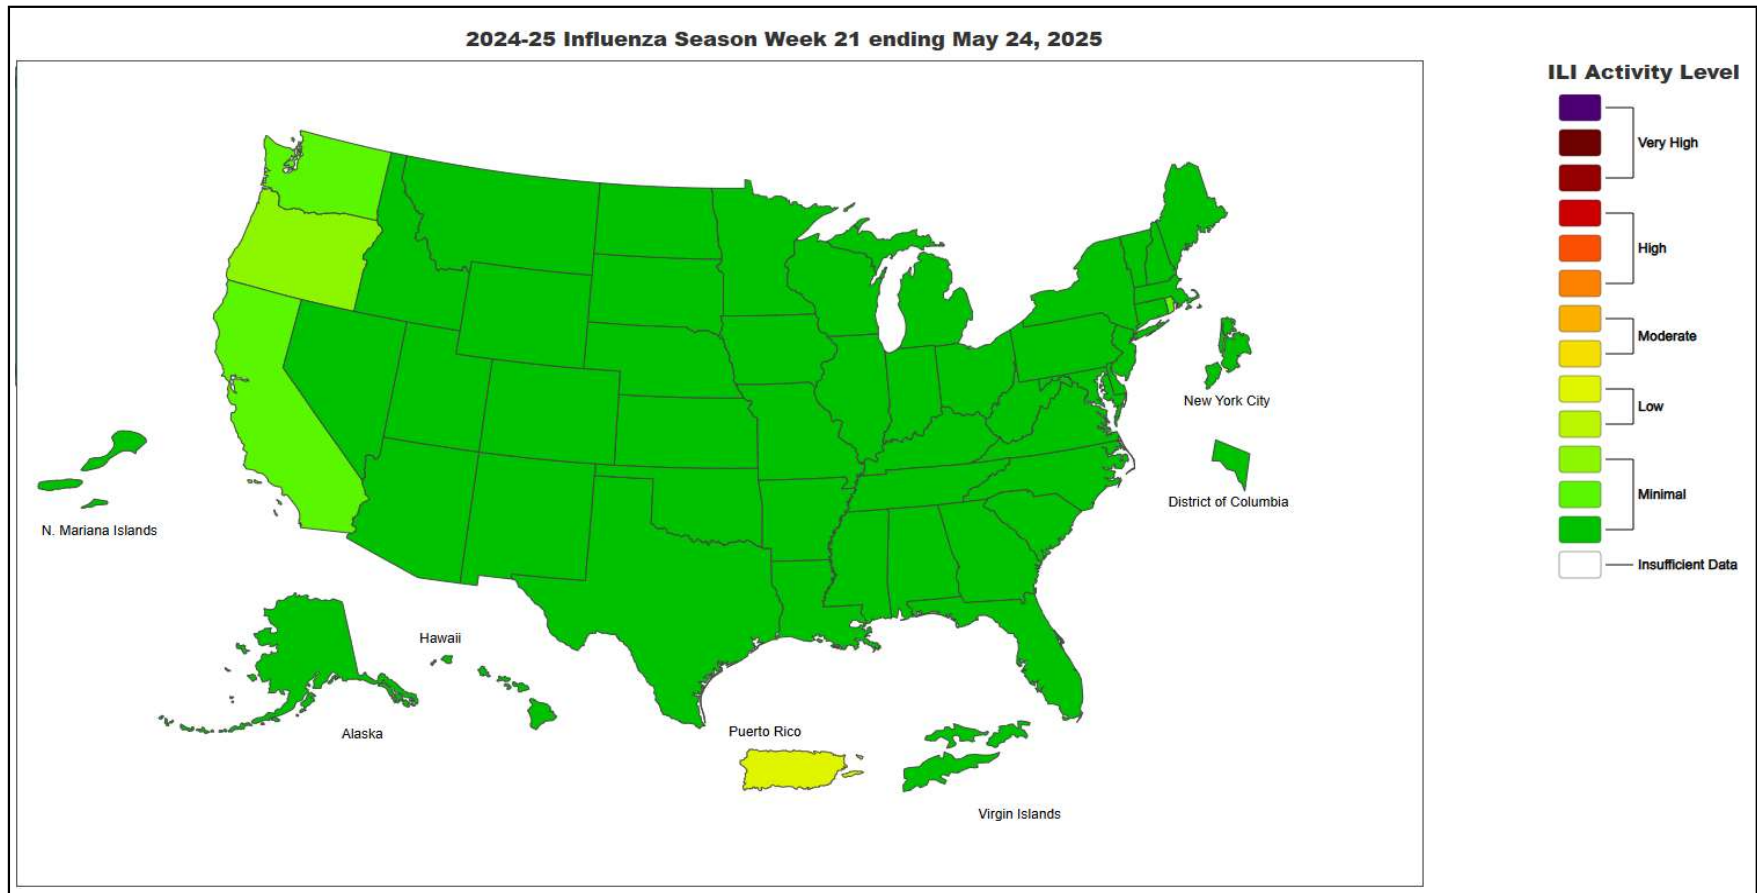 2024-25 Influenza Season Week 21 ending May 24, 2025
ILI Activity Level
Very High
High
Moderate
Low
Minimal
Insufficient Data
New York City
District of Columbia
N. Mariana Islands
Hawaii
Alaska
Puerto Rico
Virgin Islands